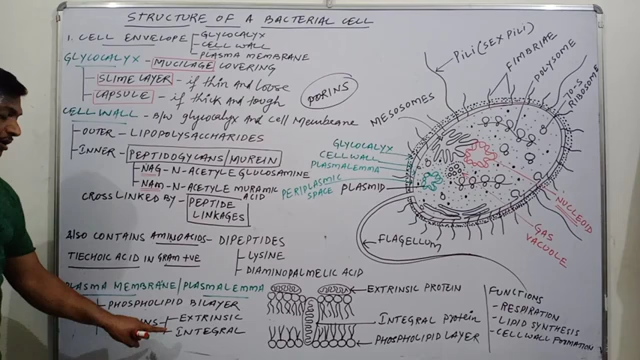 STRUCTURE OF A BACTERIAL CELL
1. CELL ENVELOPE
GLYCOCALYX
CELL WALL
PLASMA MEMBRANE
GLYCOCALYX - MUCILAGE COVERING
SLIME LAYER - if thin and loose
CAPSULE - if thick and tough
PORINS
CELL WALL - B/W glycocalyx and Cell Membrane
OUTER - LIPOPOLYSACCHARIDES
INNER - PEPTIDOGLYCANS/MUREIN
NAG - N-ACETYLE GLUCOSAMINE
NAM - N-ACETYLE MURAMIC ACID
CROSS LINKED BY - PEPTIDE LINKAGES
Also CONTAINS AMINOACIDS - DIPEPTIDES
TIECHOIC ACID IN GRAM +VE
LYSINE
DIAMINOPALMELIC ACID
PLASMA MEMBRANE / PLASMALEMMA
PHOSPHOLIPID BILAYER
EXTRINSIC
INTEGRAL
PILI (SEX PILI)
FIMBRIAE
POLYSOME
70-S RIBOSOME
MESOSOMES
GLYCOCALYX
CELLWALL
PLASMALEMMA
PERIPLASMIC SPACE
PLASMID
NUCLEOID
GAS VACUOLE
FLAGELLUM
EXTRINSIC PROTEIN
INTEGRAL PROTEIN
PHOSPHOLIPID LAYER
FUNCTIONS
- RESPIRATION
- LIPID SYNTHESIS
- CELL WALL FORMATION